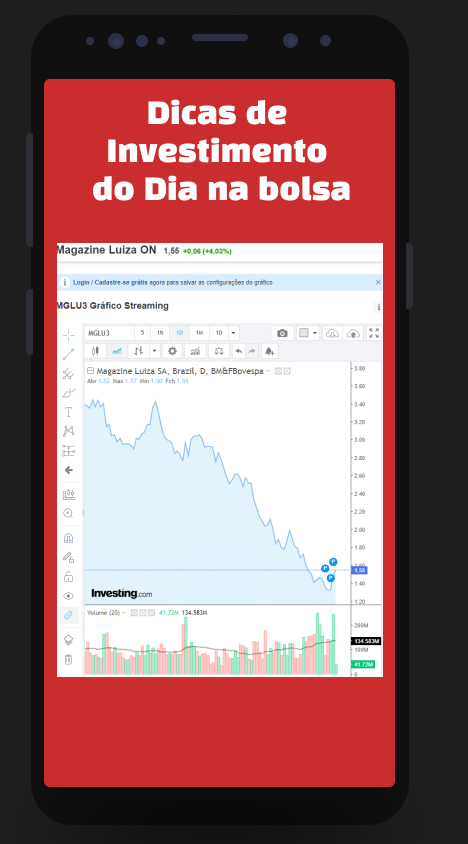 Dicas de
Investimento
do Dia na bolsa
Magazine Luiza ON 1,55 +0,06 (+4,03%)
Login / Cadastre-se grátis agora para salvar as configurações do gráfico
MGLU3 Gráfico Streaming
MGLU3 5 1h 1D 1M 1D
Magazine Luiza SA, Brazil, D, BM&FBovespa
Abr 1.52 Max 1.57 Min 1.50 Fch 1.55
3.80
3.60
3.40
3.20
3.00
2.80
2.60
2.40
2.20
2.00
1.80
P
P
1.55
P
1.40
Investing.com
1.20
Volume (20) 41.72M 134.583M
200M
134.583M
100M
41.72M
0